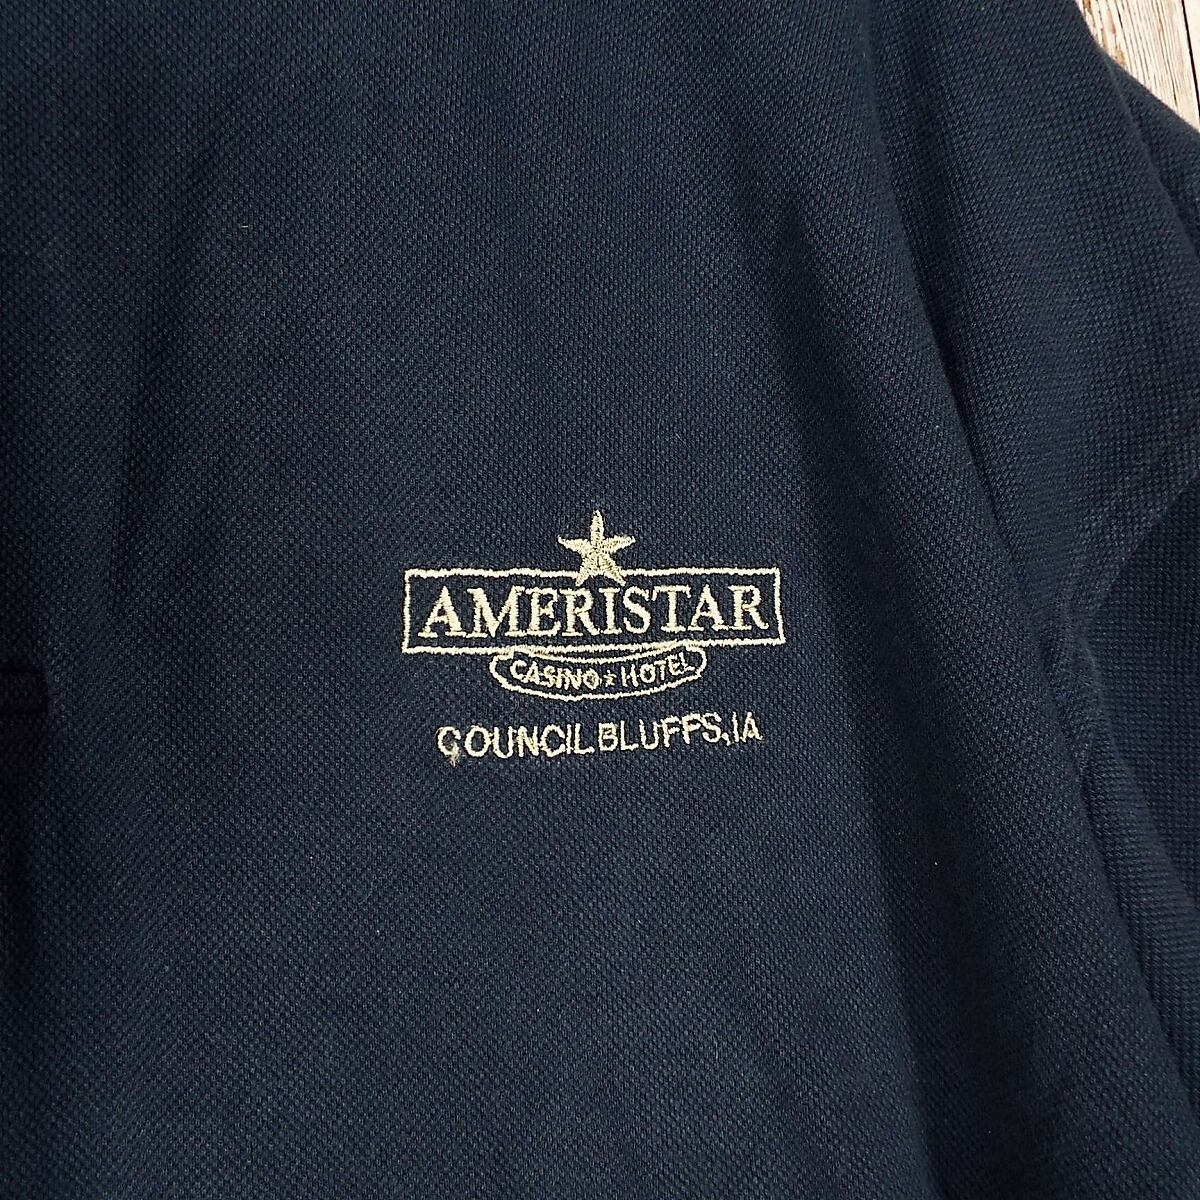 AMERISTAR
CASINO★HOTEL
COUNCIL BLUFFS, IA